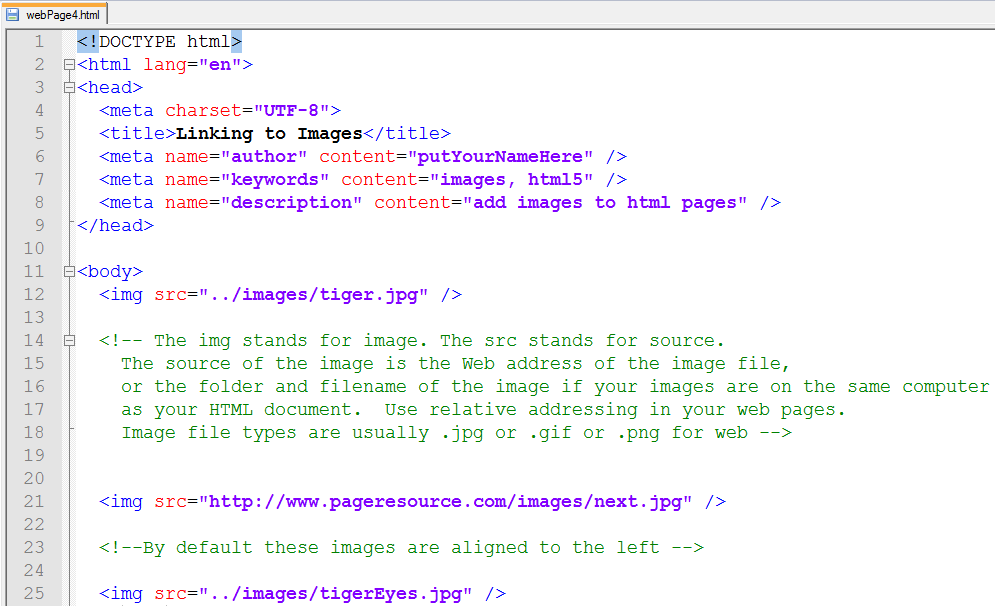 webPage4.html
1 <!DOCTYPE html>
2 <html lang="en">
3 <head>
4 <meta charset="UTF-8">
5 <title>Linking to Images</title>
6 <meta name="author" content="putYourNameHere" />
7 <meta name="keywords" content="images, html5" />
8 <meta name="description" content="add images to html pages" />
9 </head>
10
11 <body>
12 <img src="../images/tiger.jpg" />
13
14 <!-- The img stands for image. The src stands for source.
15 The source of the image is the Web address of the image file,
16 or the folder and filename of the image if your images are on the same computer
17 as your HTML document.  Use relative addressing in your web pages.
18 Image file types are usually .jpg or .gif or .png for web -->
19
20
21 <img src="http://www.pageresource.com/images/next.jpg" />
22
23 <!--By default these images are aligned to the left -->
24
25 <img src="../images/tigerEyes.jpg" />